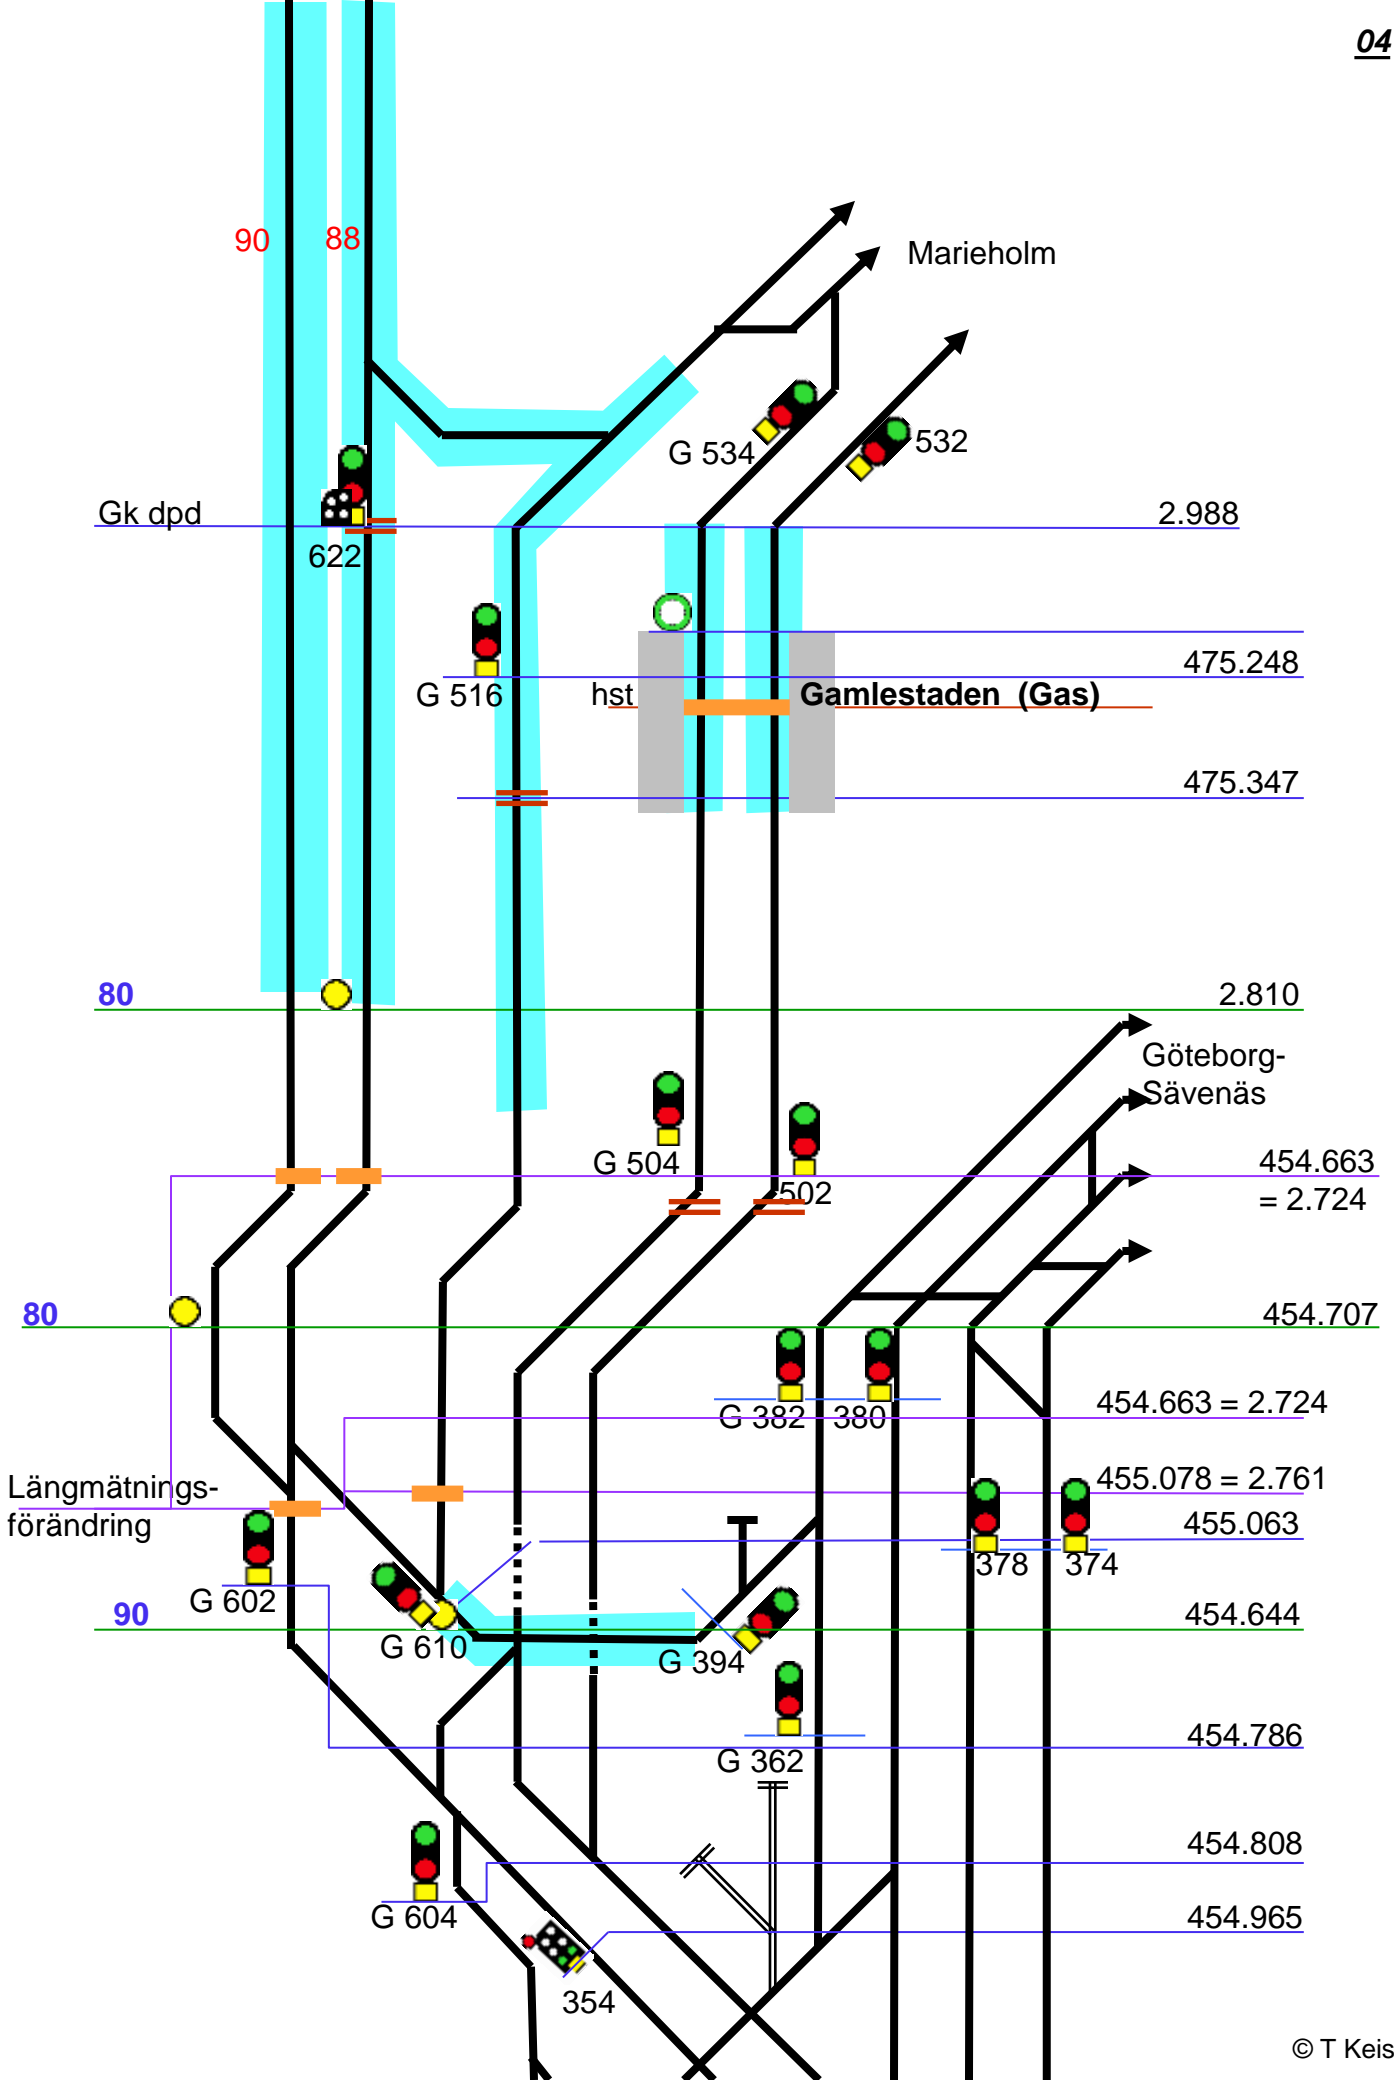 04
90
88
Marieholm
G 534
532
Gk dpd
2.988
622
475.248
G 516
hst
Gamlestaden (Gas)
475.347
80
2.810
Göteborg-
Sävenäs
G 504
502
454.663
= 2.724
80
454.707
G 382
380
454.663 = 2.724
Längmätnings-
förändring
455.078 = 2.761
455.063
378
374
G 602
90
454.644
G 610
G 394
454.786
G 362
454.808
G 604
454.965
354
© T Keis